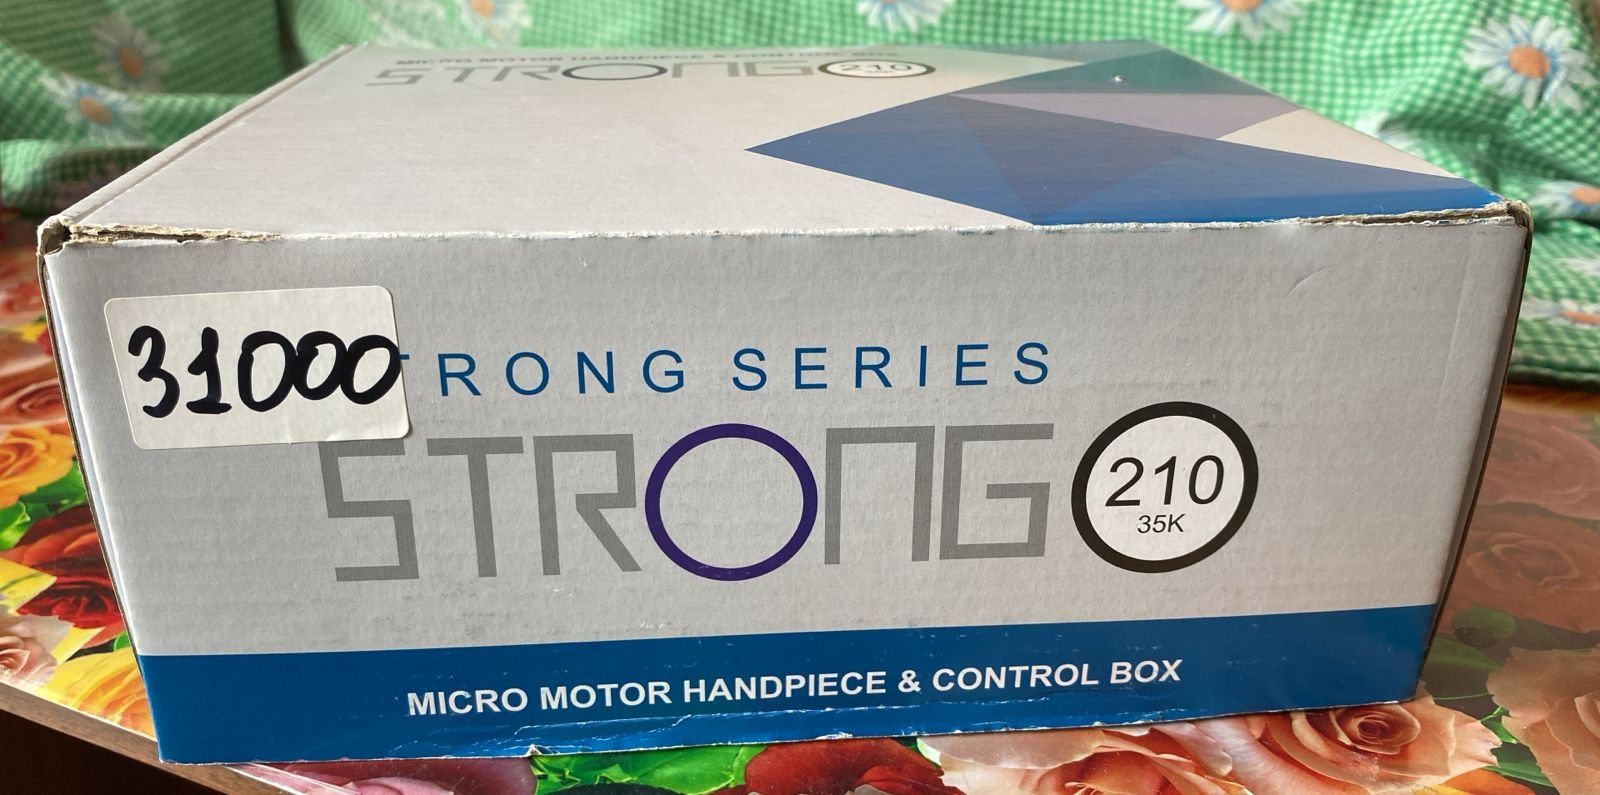 MICRO MOTOR HANDPIECE & CONTROL BOX
STRONG 210
35K
31000
TRONG SERIES
STRONG 210
35K
MICRO MOTOR HANDPIECE & CONTROL BOX